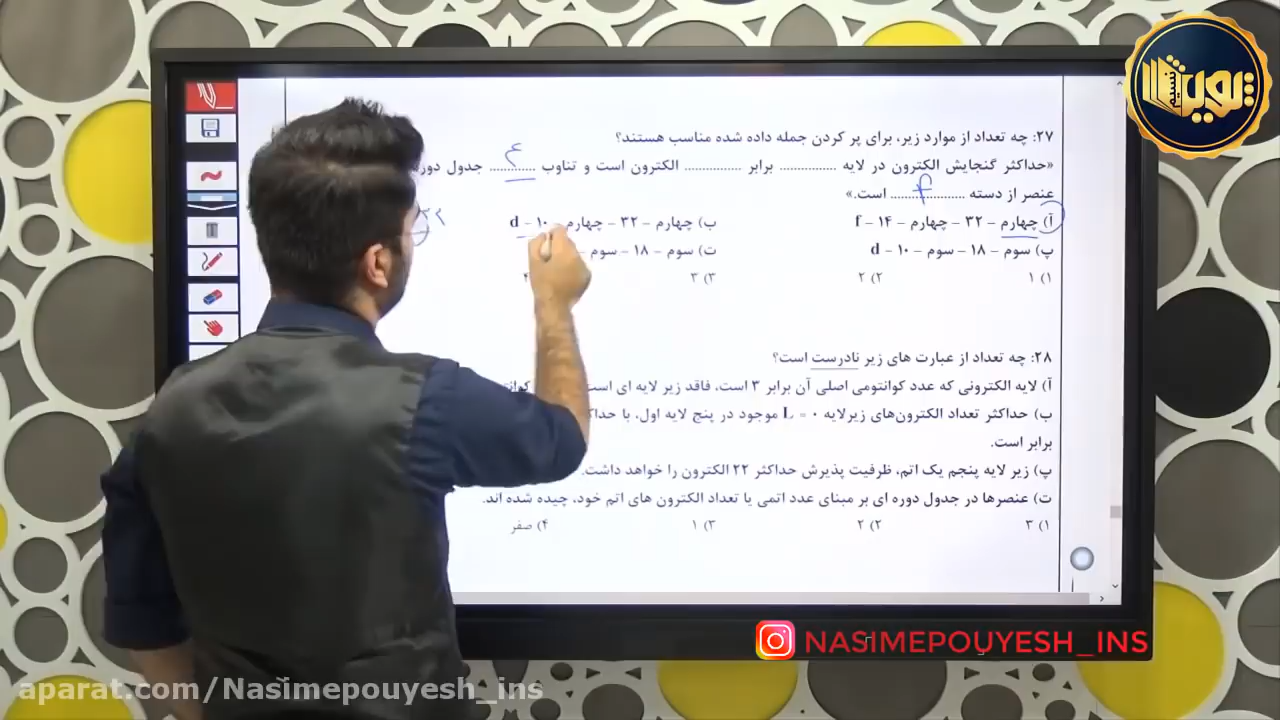 ۲۷: چه تعداد از موارد زیر، برای پر کردن جمله داده شده مناسب هستند؟
«حداکثر گنجایش الکترون در لایه .............. برابر .............. الکترون است و تناوب ............ جدول
عنصر از دسته .................. است.»
آ) چهارم - ۳۲ - چهارم - ۱۴ - f
ب) چهارم - ۳۲ - چهارم - ۱۰ - d
پ) سوم - ۱۸ - سوم - ۱۰ - d
ت) سوم - ۱۸ - سوم
۱) ۱
۲) ۲
۳) ۳
۲۸: چه تعداد از عبارت های زیر نادرست است؟
آ) لایه الکترونی که عدد کوانتومی اصلی آن برابر ۳ است، فاقد زیر لایه ای است
ب) حداکثر تعداد الکترون‌های زیرلایه L = ۰ موجود در پنج لایه اول، با
برابر است.
پ) زیر لایه پنجم یک اتم، ظرفیت پذیرش حداکثر ۲۲ الکترون را خواهد داشت.
ت) عنصرها در جدول دوره ای بر مبنای عدد اتمی یا تعداد الکترون های اتم خود، چیده شده اند.
۱) ۳
۲) ۲
۳) ۱
۴) صفر
نسیم پویش
NASIMEPOUYESH_INS
aparat.com/Nasimepouyesh_ins